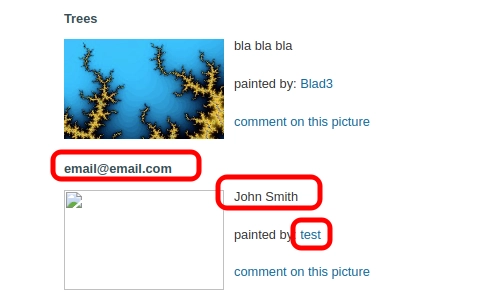 Trees
bla bla bla
painted by: Blad3
comment on this picture
email@email.com
John Smith
painted by: test
comment on this picture